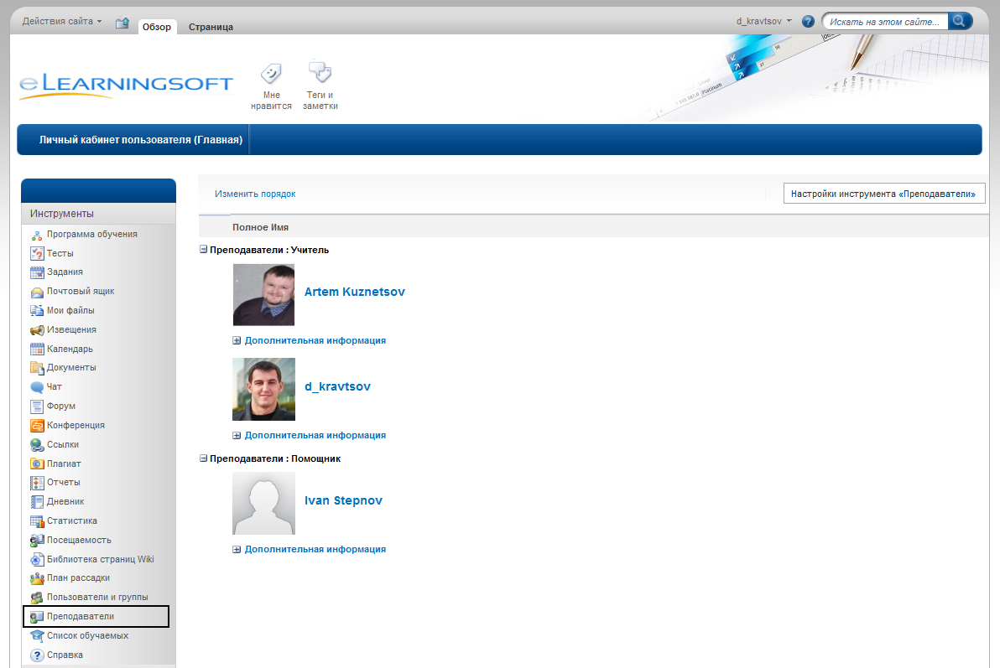 Действия сайта
Обзор
Страница
d_kravtsov
Искать на этом сайте...
eLearningsoft
Мне
нравится
Теги и
заметки
Platinum
Личный кабинет пользователя (Главная)
Инструменты
Программа обучения
Тесты
Задания
Почтовый ящик
Мои файлы
Извещения
Календарь
Документы
Чат
Форум
Конференция
Ссылки
Плагиат
Отчеты
Дневник
Статистика
Посещаемость
Библиотека страниц Wiki
План рассадки
Пользователи и группы
Преподаватели
Список обучаемых
Справка
Изменить порядок
Настройки инструмента «Преподаватели»
Полное Имя
Преподаватели : Учитель
Artem Kuznetsov
Дополнительная информация
d_kravtsov
Дополнительная информация
Преподаватели : Помощник
Ivan Stepnov
Дополнительная информация